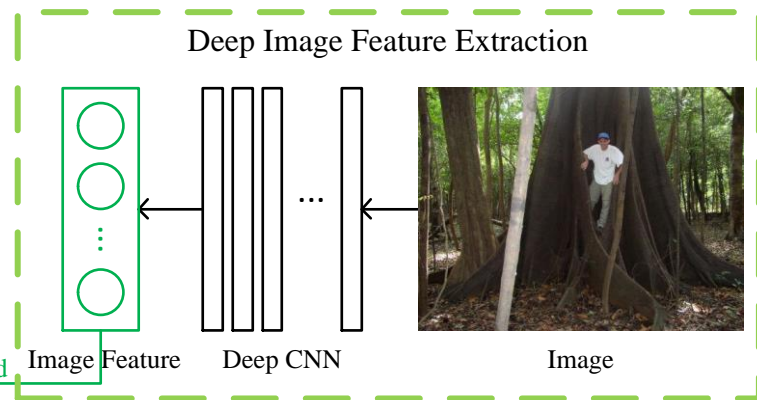 Deep Image Feature Extraction
...
Image Feature
Deep CNN
Image